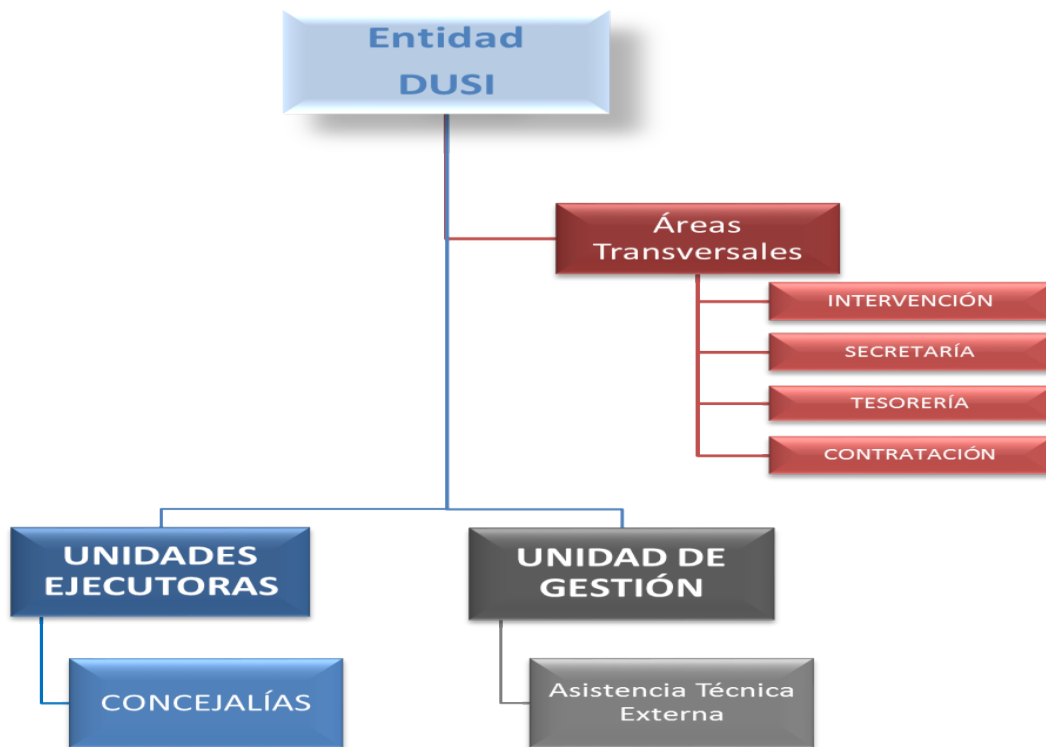 Entidad
DUSI
Áreas
Transversales
INTERVENCIÓN
SECRETARÍA
TESORERÍA
CONTRATACIÓN
UNIDADES
EJECUTORAS
UNIDAD DE
GESTIÓN
CONCEJALÍAS
Asistencia Técnica
Externa